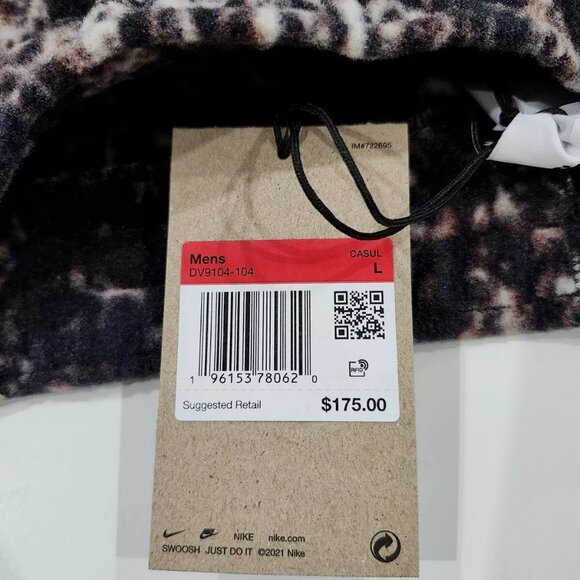 IM#722695
Mens CASUL
DV9104-104 L
1 96153 78062 0
RFID
Suggested Retail $175.00
NIKE nike.com
SWOOSH JUST DO IT ©2021 Nike